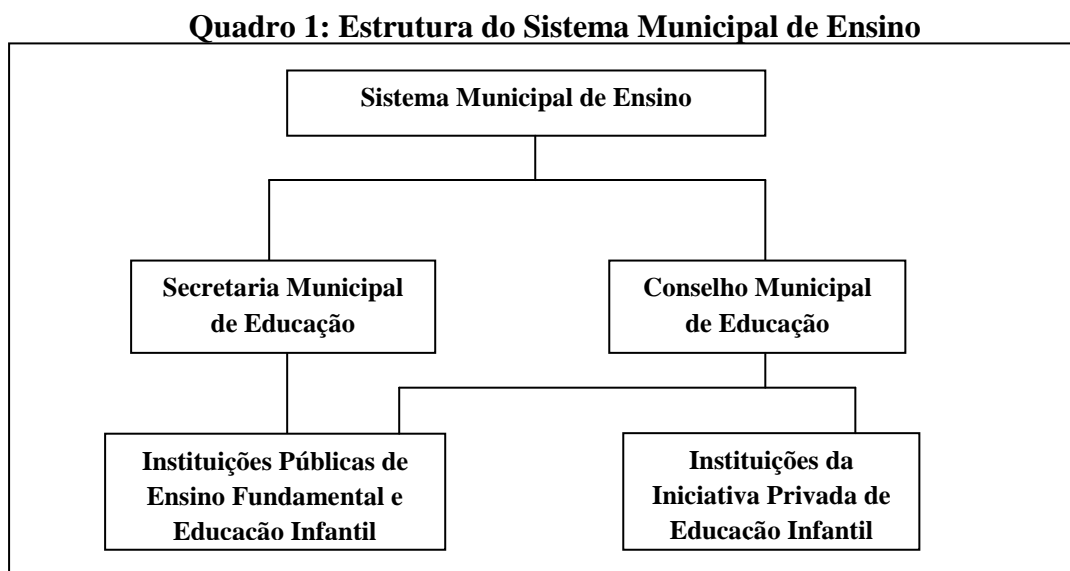 Quadro 1: Estrutura do Sistema Municipal de Ensino
Sistema Municipal de Ensino
Secretaria Municipal
de Educação
Conselho Municipal
de Educação
Instituições Públicas de
Ensino Fundamental e
Educacão Infantil
Instituições da
Iniciativa Privada de
Educacão Infantil